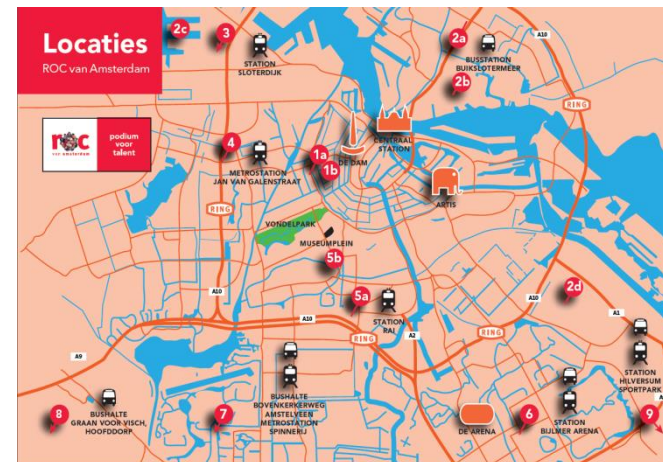 Locaties
ROC van Amsterdam
roc
van amsterdam
podium
voor
talent
2c
3
STATION
SLOTERDIJK
2a
BUSSTATION
BUIKSLOTERMEER
A10
2b
RING
CENTRAAL
STATION
DE DAM
4
METROSTATION
JAN VAN GALENSTRAAT
1a
1b
ARTIS
RING
VONDELPARK
MUSEUMPLEIN
5b
5a
STATION
RAI
2d
A10
A10
A10
A1
A2
RING
RING
A9
STATION
HILVERSUM
SPORTPARK
8
BUSHALTE
GRAAN VOOR VISCH,
HOOFDDORP
7
BUSHALTE
BOVENKERKERWEG
AMSTELVEEN
METROSTATION
SPINNERIJ
DE ARENA
6
STATION
BIJLMER ARENA
9